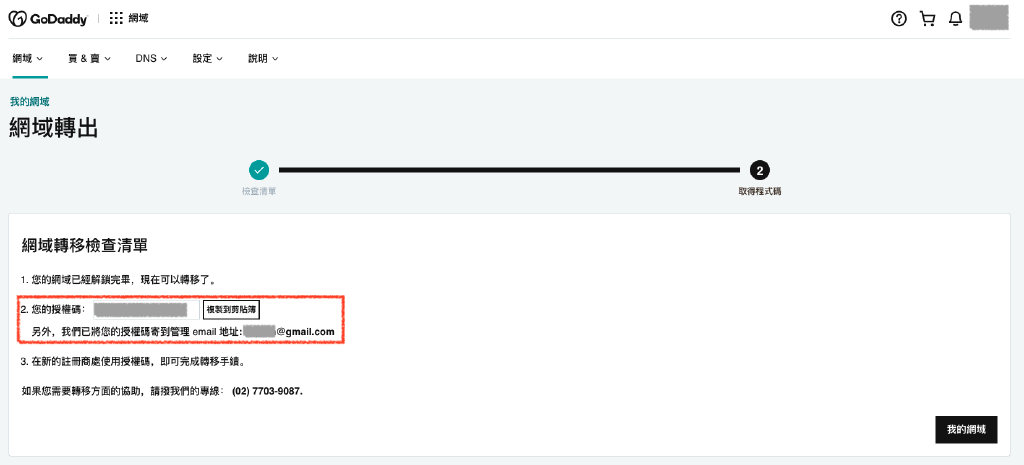 GoDaddy 網域
網域 買 & 賣 DNS 設定 說明
我的網域
網域轉出
2
檢查清單 取得程式碼
網域轉移檢查清單
1. 您的網域已經解鎖完畢，現在可以轉移了。
2. 您的授權碼： 複製到剪貼簿
另外，我們已將您的授權碼寄到管理 email 地址: @gmail.com
3. 在新的註冊商處使用授權碼，即可完成轉移手續。
如果您需要轉移方面的協助，請撥我們的專線： (02) 7703-9087.
我的網域